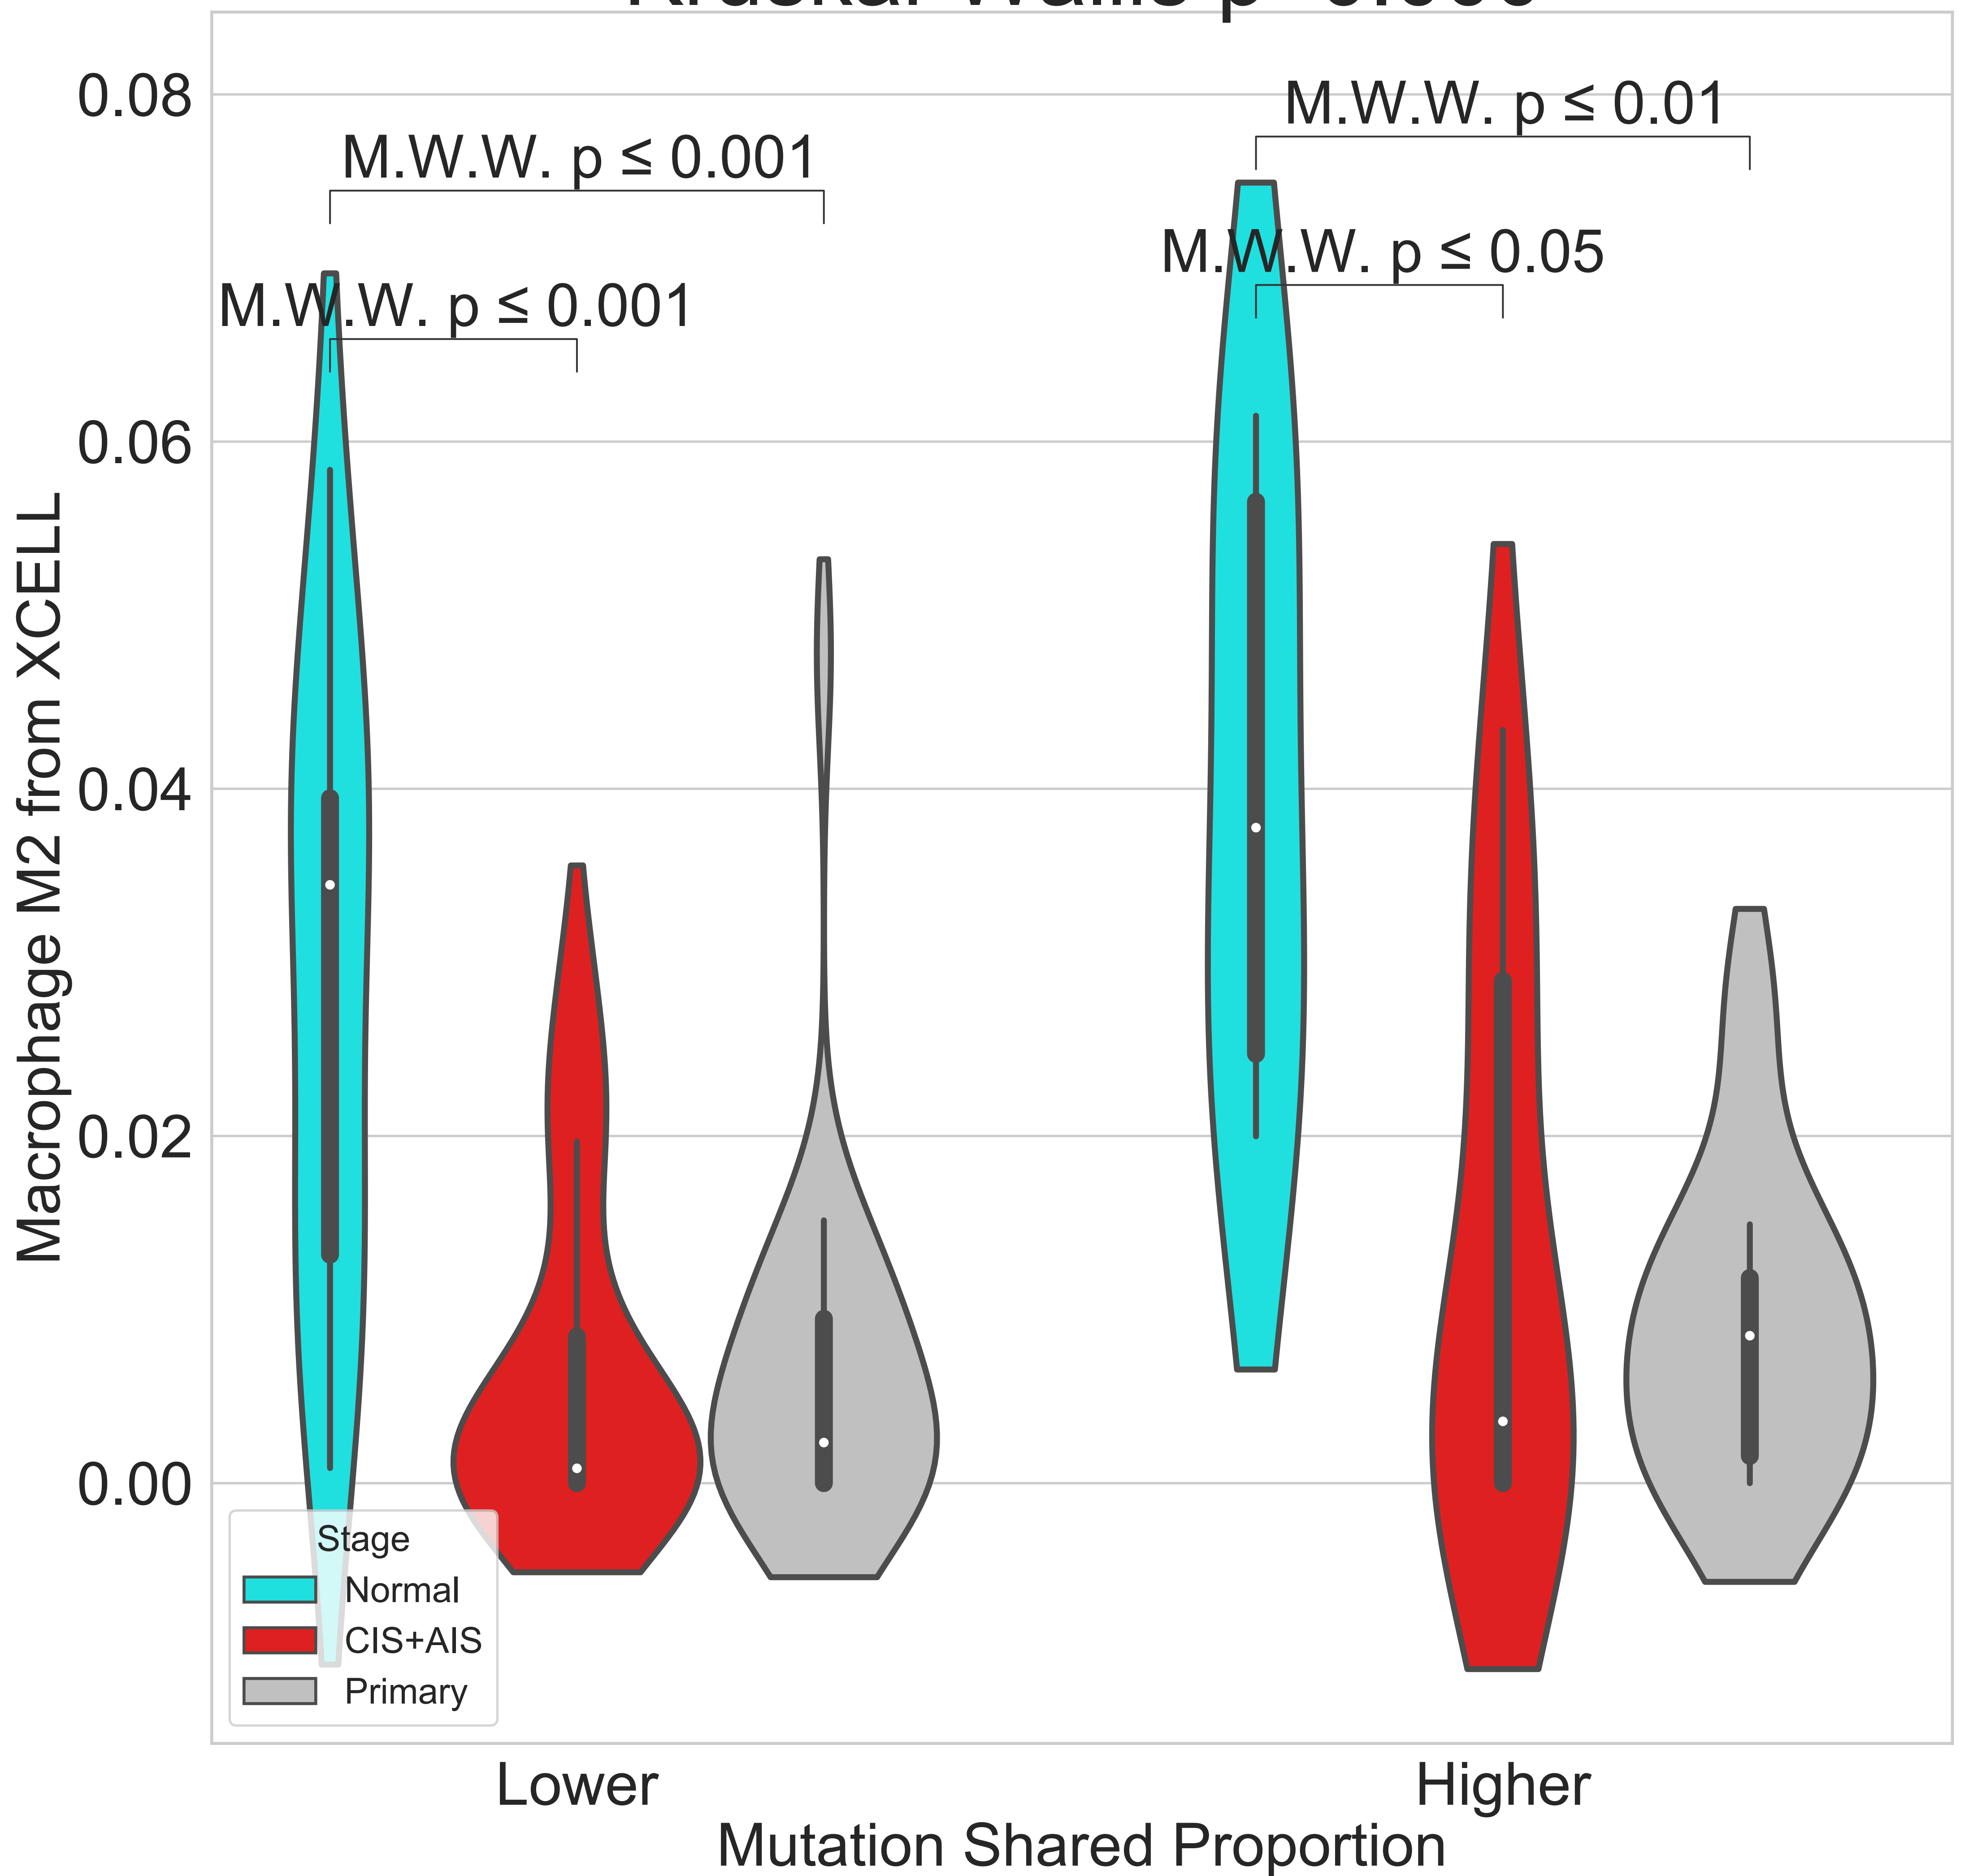 0.08
M.W.W. p ≤ 0.01
M.W.W. p ≤ 0.001
M.W.W. p ≤ 0.05
M.W.W. p ≤ 0.001
0.06
0.04
0.02
0.00
Macrophage M2 from XCELL
Stage
Normal
CIS+AIS
Primary
Lower
Higher
Mutation Shared Proportion